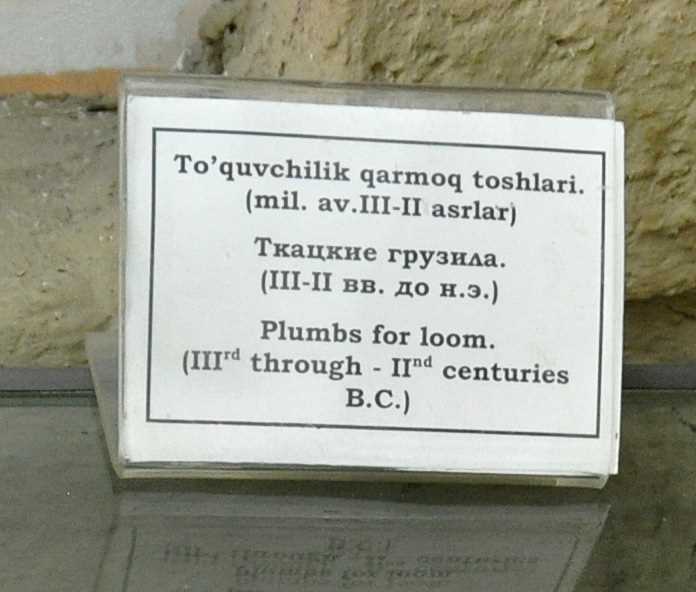 To'quvchilik qarmoq toshlari.
(mil. av.III-II asrlar)
Ткацкие грузила.
(III-II вв. до н.э.)
Plumbs for loom.
(IIIrd through - IInd centuries
B.C.)